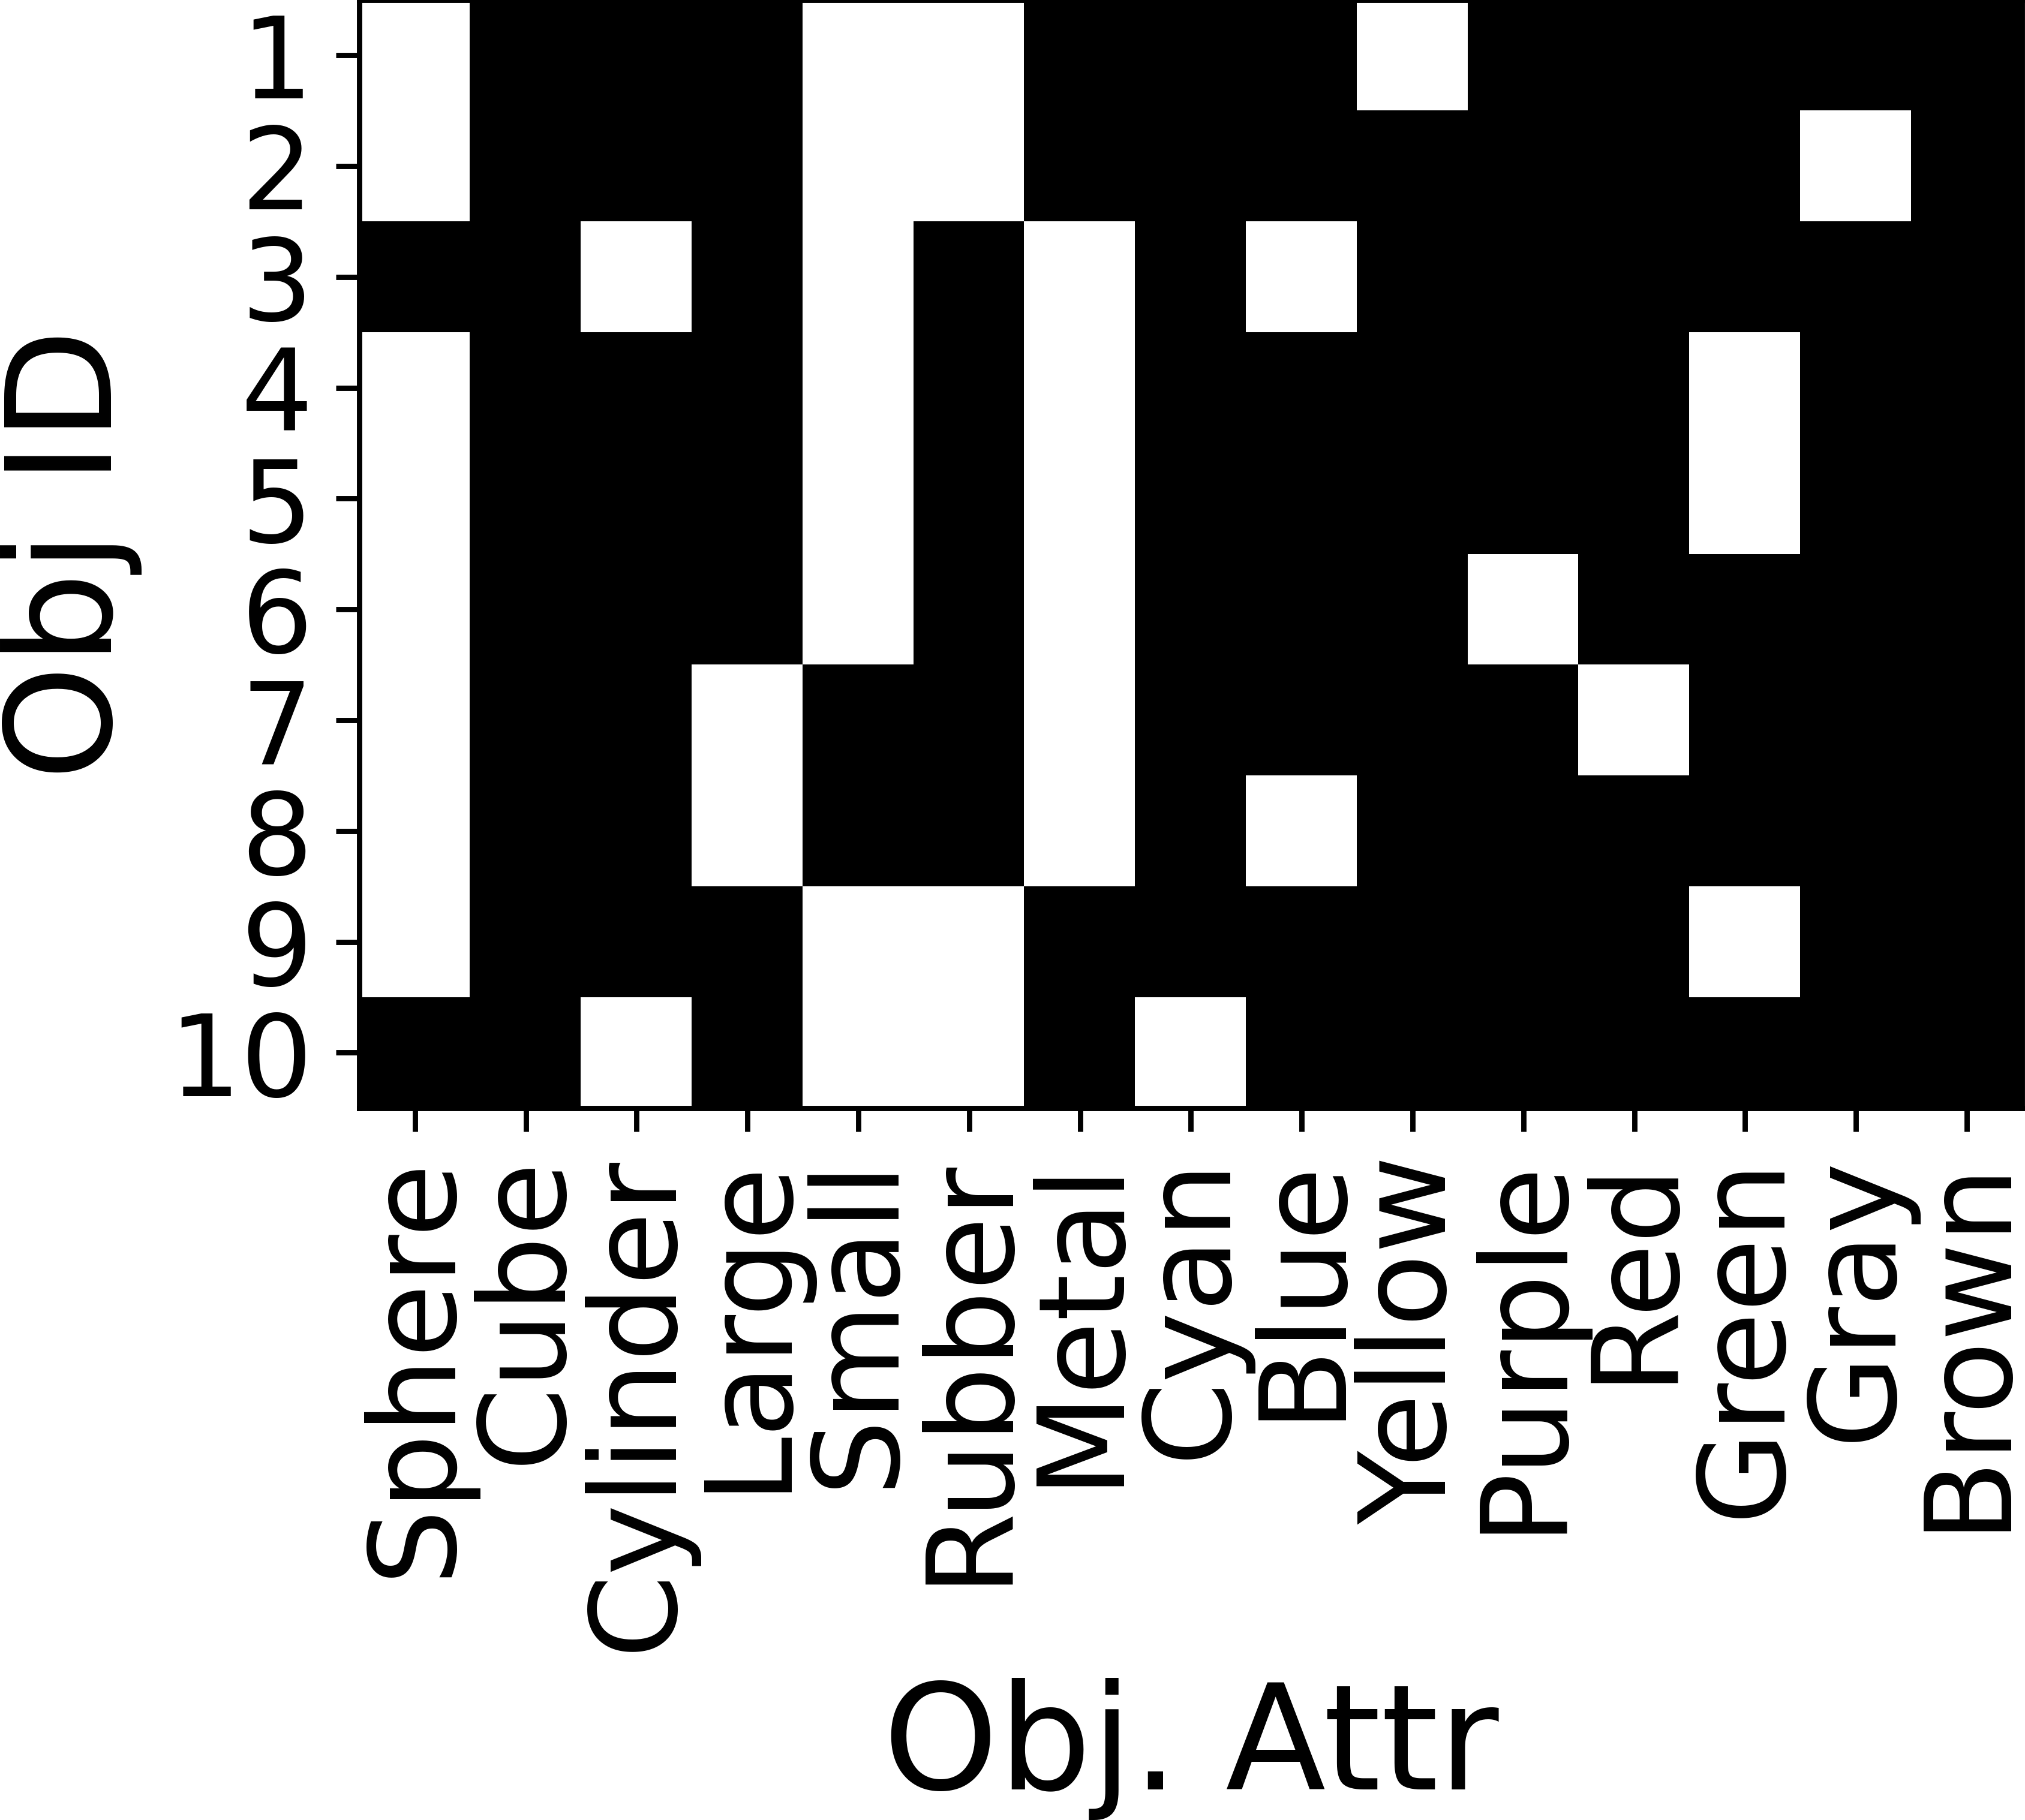 Obj ID
1
2
3
4
5
6
7
8
9
10
Sphere
Cube
Cylinder
Large
Small
Rubber
Metal
Cyan
Blue
Yellow
Purple
Red
Green
Gray
Brown
Obj. Attr